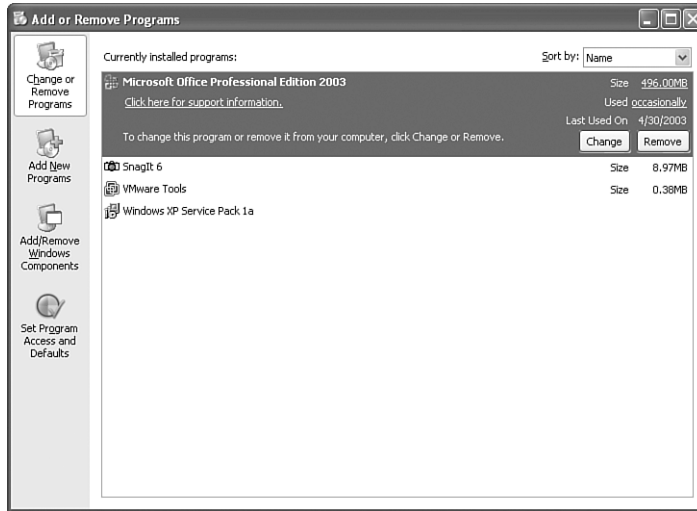 Add or Remove Programs
Change or
Remove
Programs
Add New
Programs
Add/Remove
Windows
Components
Set Program
Access and
Defaults
Currently installed programs:
Sort by: Name
Microsoft Office Professional Edition 2003
Size 496.00MB
Click here for support information.
Used occasionally
Last Used On 4/30/2003
To change this program or remove it from your computer, click Change or Remove.
Change Remove
SnagIt 6 Size 8.97MB
VMware Tools Size 0.38MB
Windows XP Service Pack 1a